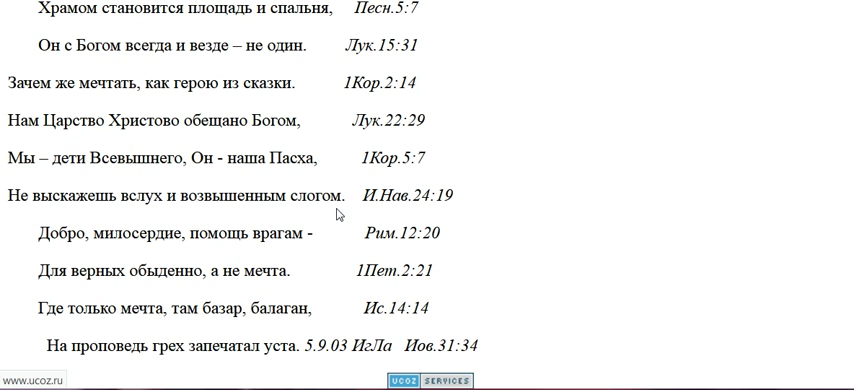 Храмом становится площадь и спальня, Песн.5:7
Он с Богом всегда и везде – не один. Лук.15:31
Зачем же мечтать, как герою из сказки. 1Кор.2:14
Нам Царство Христово обещано Богом, Лук.22:29
Мы – дети Всевышнего, Он - наша Пасха, 1Кор.5:7
Не выскажешь вслух и возвышенным слогом. И.Нав.24:19
Добро, милосердие, помощь врагам - Рим.12:20
Для верных обыденно, а не мечта. 1Пет.2:21
Где только мечта, там базар, балаган, Ис.14:14
На проповедь грех запечатал уста. 5.9.03 ИгЛа Иов.31:34
www.ucoz.ru
UCOZ SERVICES